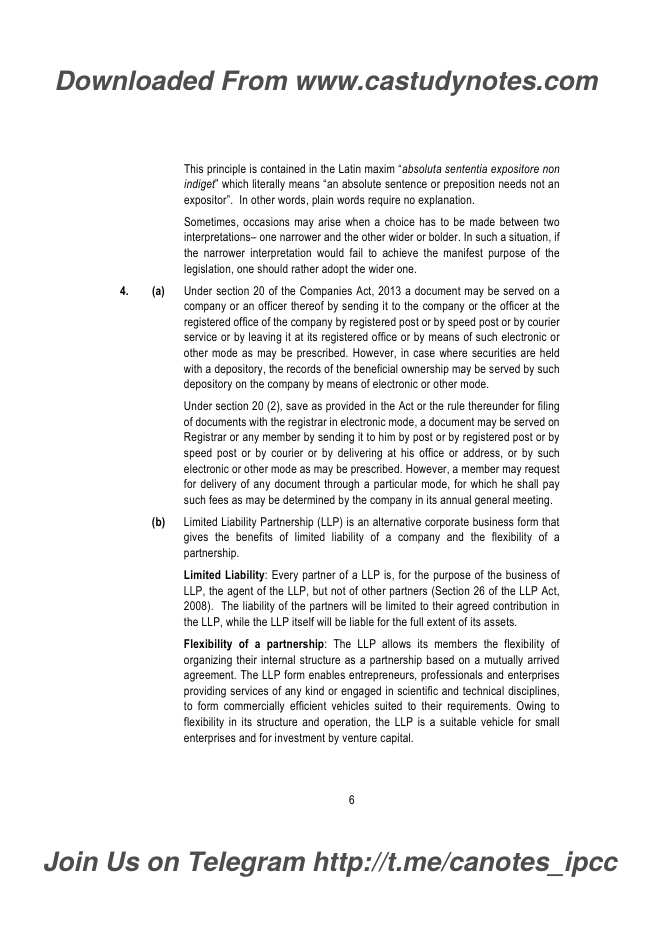 Downloaded From www.castudynotes.com
This principle is contained in the Latin maxim “absoluta sententia expositore non
indiget” which literally means “an absolute sentence or preposition needs not an
expositor”. In other words, plain words require no explanation.
Sometimes, occasions may arise when a choice has to be made between two
interpretations– one narrower and the other wider or bolder. In such a situation, if
the narrower interpretation would fail to achieve the manifest purpose of the
legislation, one should rather adopt the wider one.
4. (a) Under section 20 of the Companies Act, 2013 a document may be served on a
company or an officer thereof by sending it to the company or the officer at the
registered office of the company by registered post or by speed post or by courier
service or by leaving it at its registered office or by means of such electronic or
other mode as may be prescribed. However, in case where securities are held
with a depository, the records of the beneficial ownership may be served by such
depository on the company by means of electronic or other mode.
Under section 20 (2), save as provided in the Act or the rule thereunder for filing
of documents with the registrar in electronic mode, a document may be served on
Registrar or any member by sending it to him by post or by registered post or by
speed post or by courier or by delivering at his office or address, or by such
electronic or other mode as may be prescribed. However, a member may request
for delivery of any document through a particular mode, for which he shall pay
such fees as may be determined by the company in its annual general meeting.
(b) Limited Liability Partnership (LLP) is an alternative corporate business form that
gives the benefits of limited liability of a company and the flexibility of a
partnership.
Limited Liability: Every partner of a LLP is, for the purpose of the business of
LLP, the agent of the LLP, but not of other partners (Section 26 of the LLP Act,
2008). The liability of the partners will be limited to their agreed contribution in
the LLP, while the LLP itself will be liable for the full extent of its assets.
Flexibility of a partnership: The LLP allows its members the flexibility of
organizing their internal structure as a partnership based on a mutually arrived
agreement. The LLP form enables entrepreneurs, professionals and enterprises
providing services of any kind or engaged in scientific and technical disciplines,
to form commercially efficient vehicles suited to their requirements. Owing to
flexibility in its structure and operation, the LLP is a suitable vehicle for small
enterprises and for investment by venture capital.
6
Join Us on Telegram http://t.me/canotes_ipcc